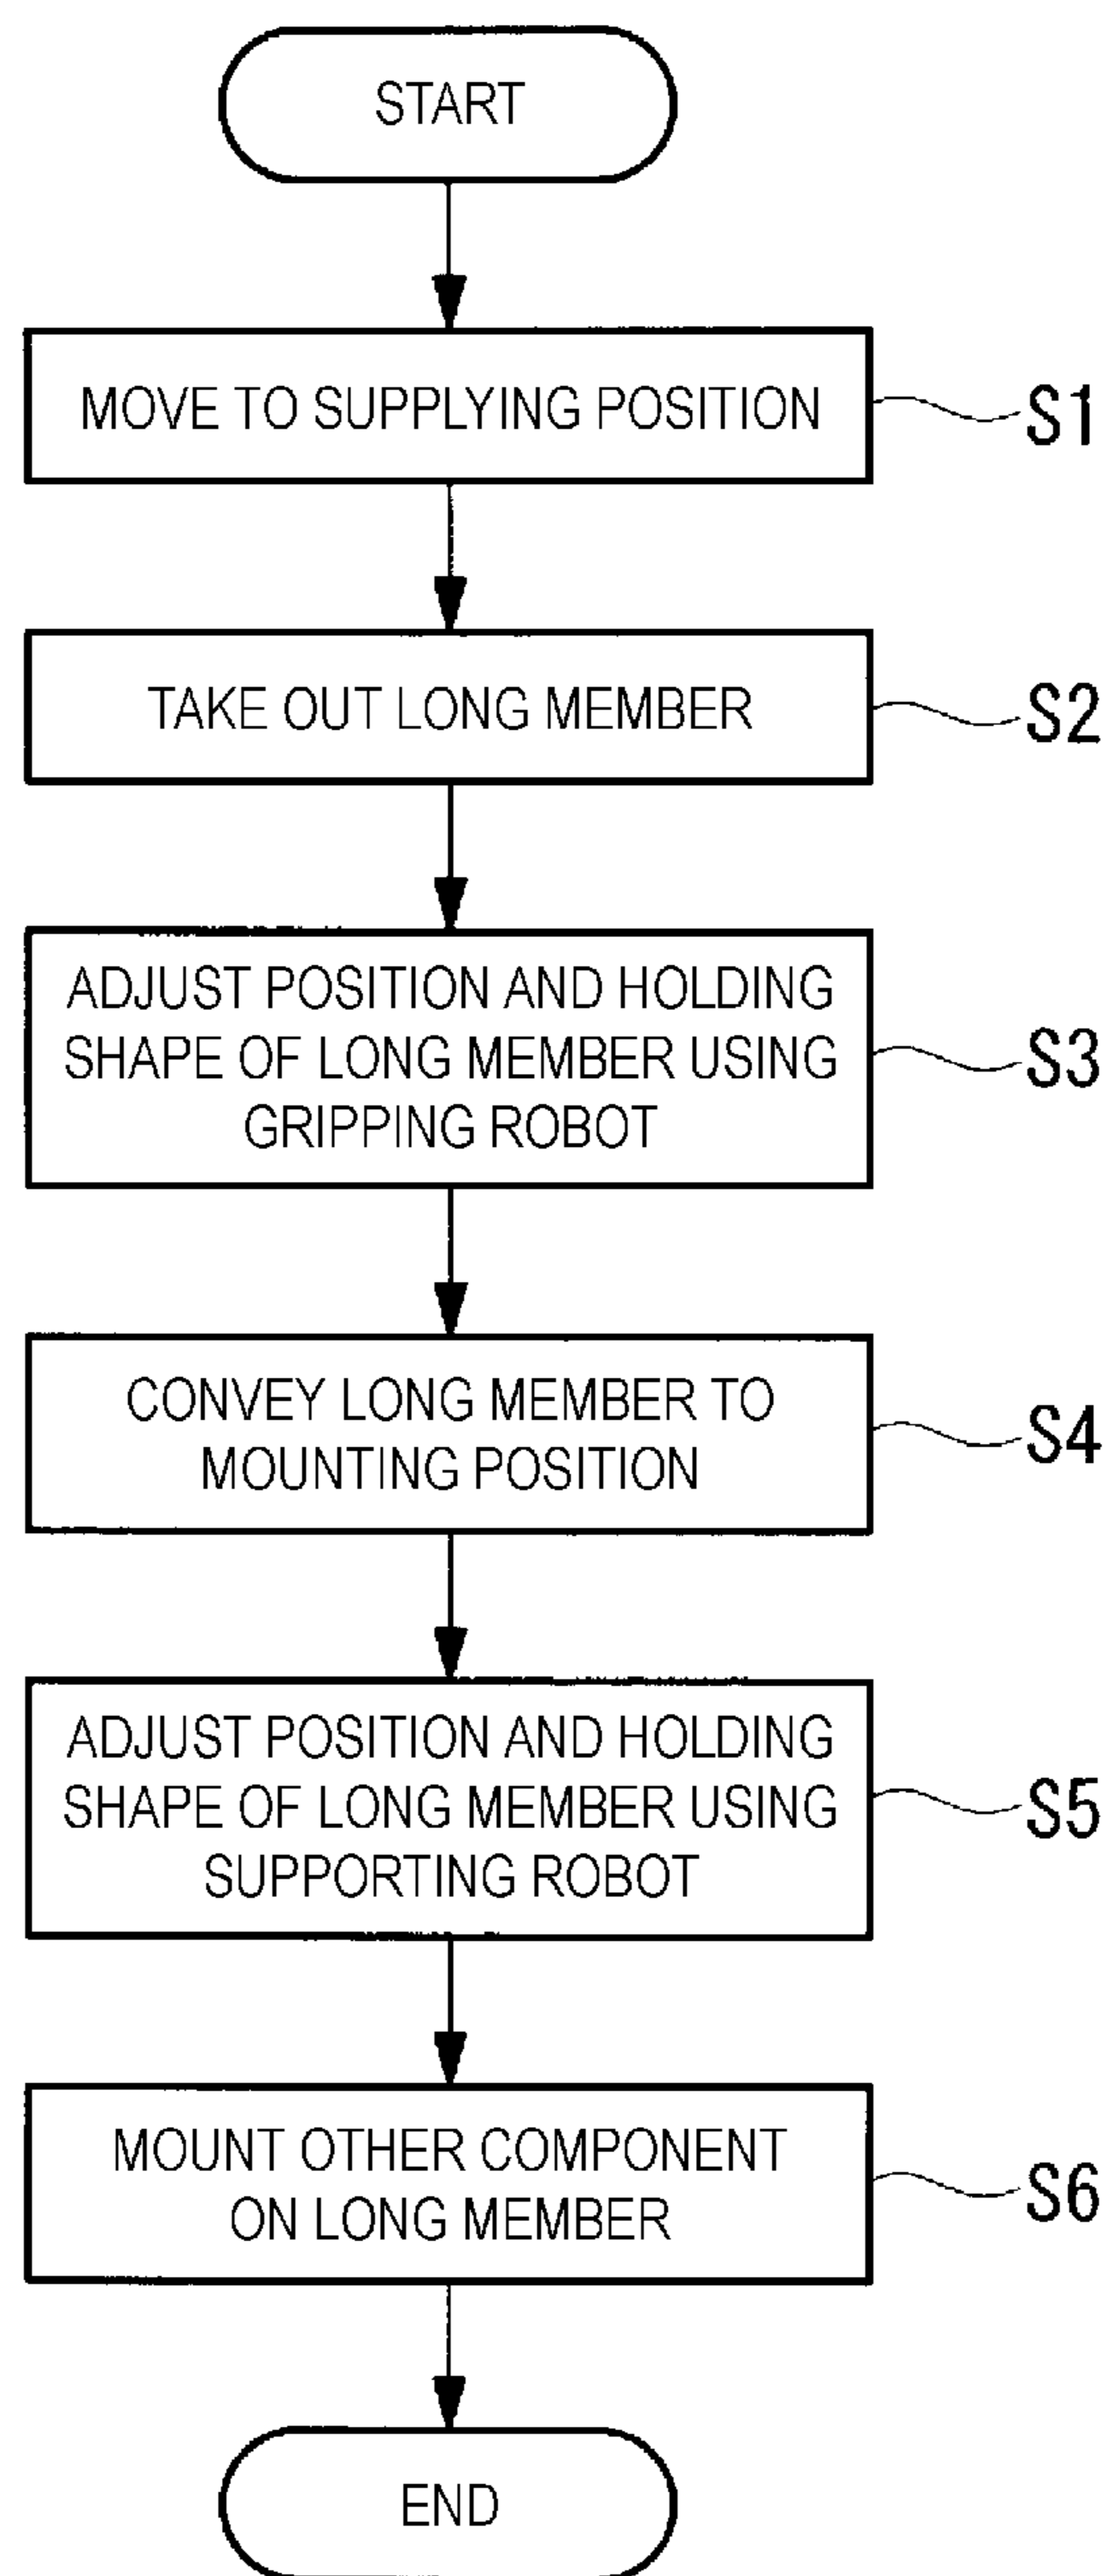 START
MOVE TO SUPPLYING POSITION
S1
TAKE OUT LONG MEMBER
S2
ADJUST POSITION AND HOLDING
SHAPE OF LONG MEMBER USING
GRIPPING ROBOT
S3
CONVEY LONG MEMBER TO
MOUNTING POSITION
S4
ADJUST POSITION AND HOLDING
SHAPE OF LONG MEMBER USING
SUPPORTING ROBOT
S5
MOUNT OTHER COMPONENT
ON LONG MEMBER
S6
END